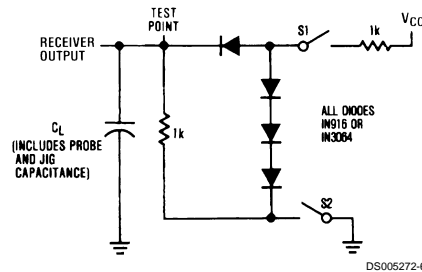 TEST
POINT
RECEIVER
OUTPUT
S1
1k
VCC
CL
(INCLUDES PROBE
AND JIG
CAPACITANCE)
1k
ALL DIODES
IN916 OR
IN3064
S2
DS005272-6